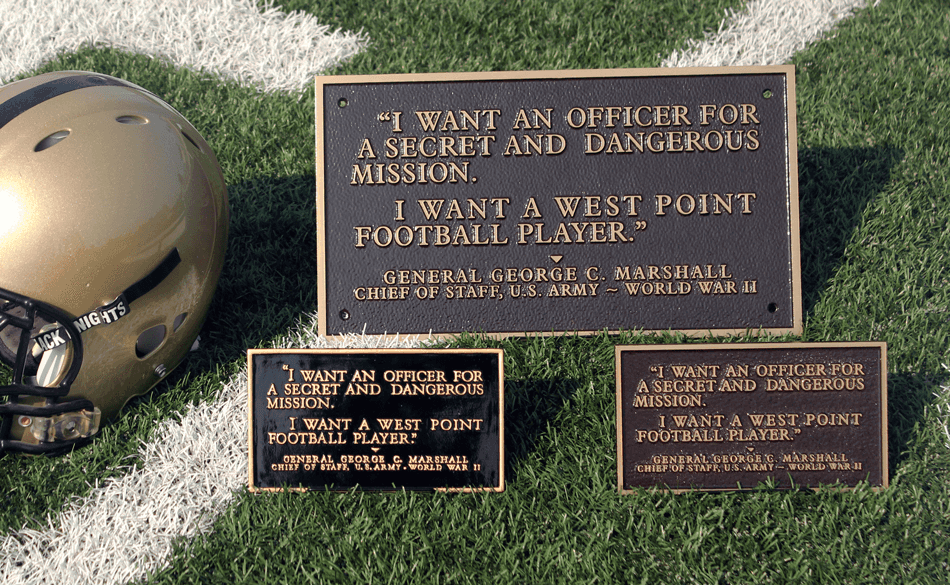 "I WANT AN OFFICER FOR
A SECRET AND DANGEROUS
MISSION.
I WANT A WEST POINT
FOOTBALL PLAYER."
GENERAL GEORGE C. MARSHALL
CHIEF OF STAFF, U.S. ARMY ~ WORLD WAR II
ACK KNIGHTS
"I WANT AN OFFICER FOR
A SECRET AND DANGEROUS
MISSION.
I WANT A WEST POINT
FOOTBALL PLAYER."
GENERAL GEORGE C. MARSHALL
CHIEF OF STAFF, U.S. ARMY - WORLD WAR II
"I WANT AN OFFICER FOR
A SECRET AND DANGEROUS
MISSION.
I WANT A WEST POINT
FOOTBALL PLAYER."
GENERAL GEORGE C. MARSHALL
CHIEF OF STAFF, U.S. ARMY ~ WORLD WAR II